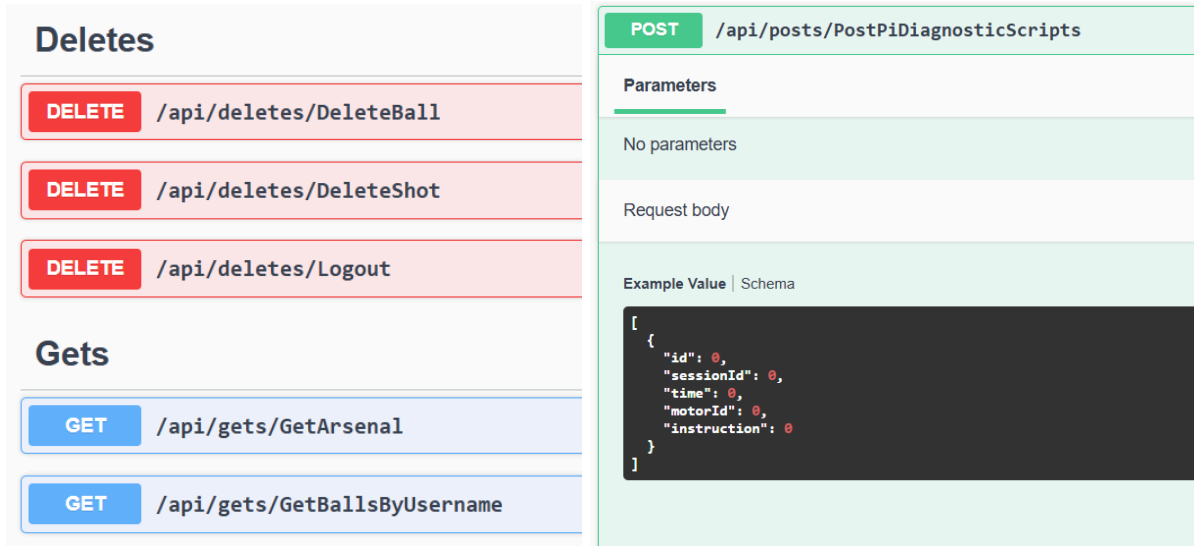 Deletes
DELETE /api/deletes/DeleteBall
DELETE /api/deletes/DeleteShot
DELETE /api/deletes/Logout
Gets
GET /api/gets/GetArsenal
GET /api/gets/GetBallsByUsername
POST /api/posts/PostPiDiagnosticScripts
Parameters
No parameters
Request body
Example Value | Schema
[
  {
    "id": 0,
    "sessionId": 0,
    "time": 0,
    "motorId": 0,
    "instruction": 0
  }
]